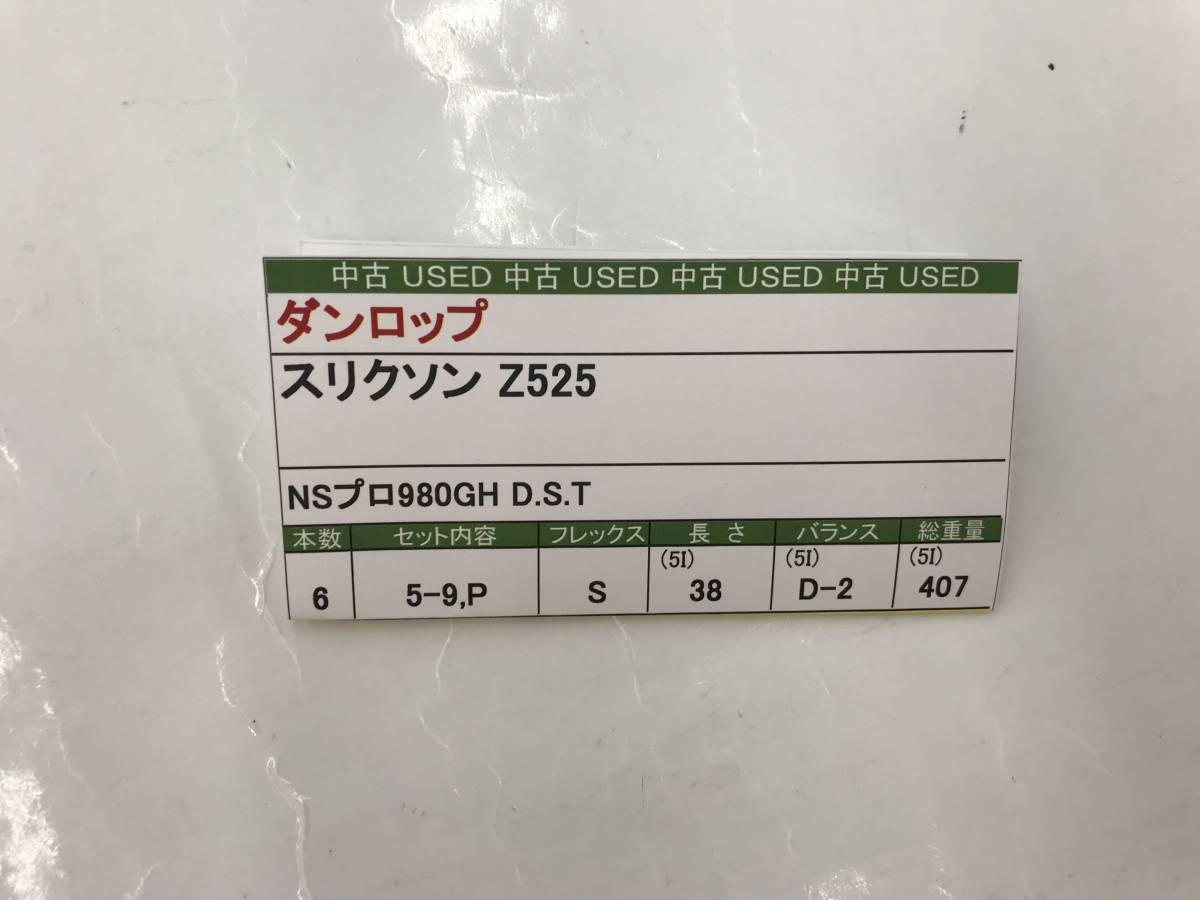 中古 USED 中古 USED 中古 USED 中古 USED
ダンロップ
スリクソン Z525
NSプロ980GH D.S.T
本数 セット内容 フレックス 長さ バランス 総重量
(5I) (5I) (5I)
6 5-9,P S 38 D-2 407